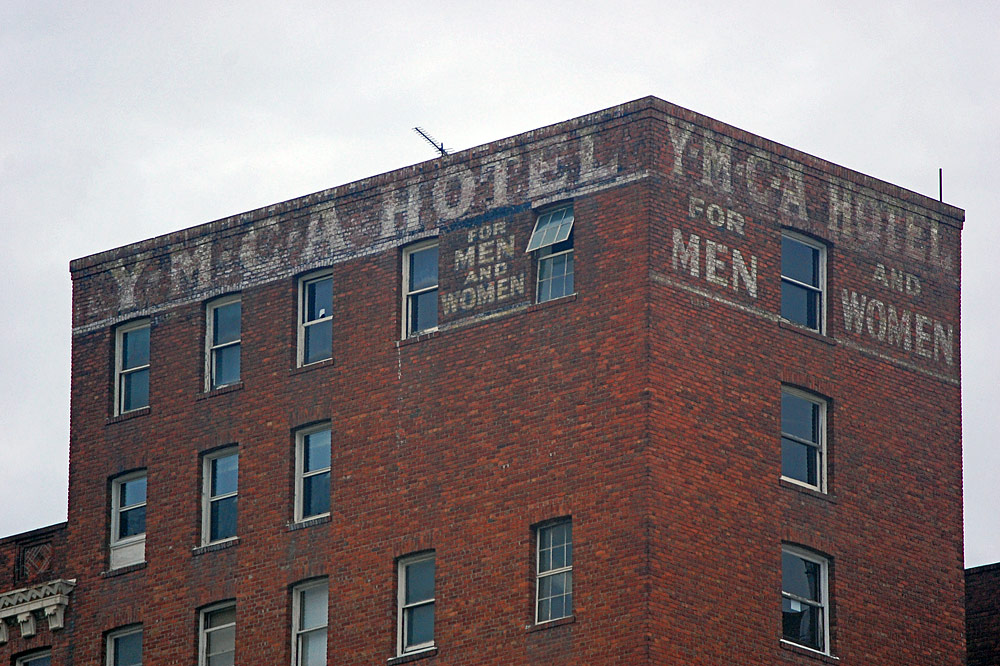 Y·M·C·A HOTEL
FOR
MEN
AND
WOMEN
Y·M·C·A HOTEL
FOR
MEN
AND
WOMEN